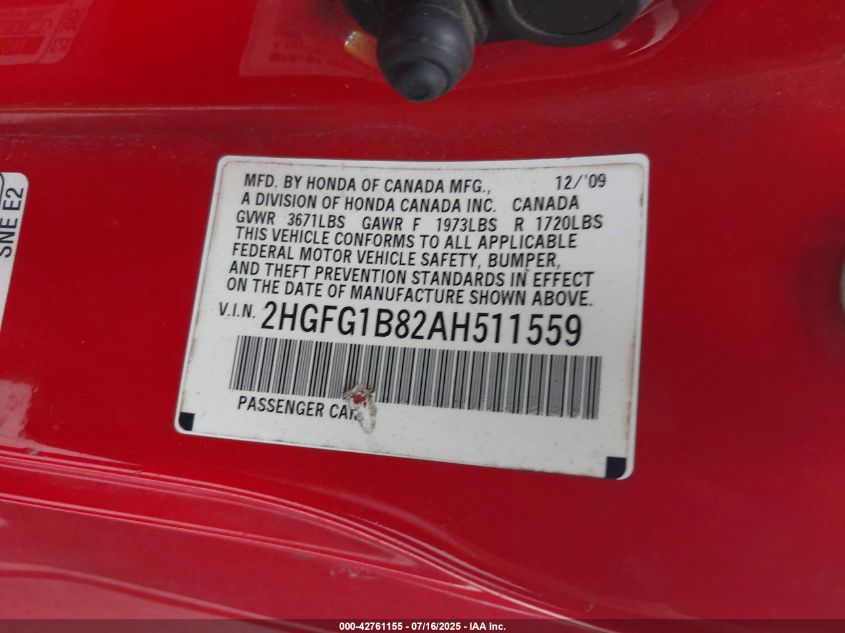 MFD. BY HONDA OF CANADA MFG., 12/'09
A DIVISION OF HONDA CANADA INC. CANADA
GVWR 3671LBS GAWR F 1973LBS R 1720LBS
THIS VEHICLE CONFORMS TO ALL APPLICABLE
FEDERAL MOTOR VEHICLE SAFETY, BUMPER,
AND THEFT PREVENTION STANDARDS IN EFFECT
ON THE DATE OF MANUFACTURE SHOWN ABOVE.
V.I.N. 2HGFG1B82AH511559
PASSENGER
SNE E2
000-42761155 - 07/16/2025 - IAA Inc.